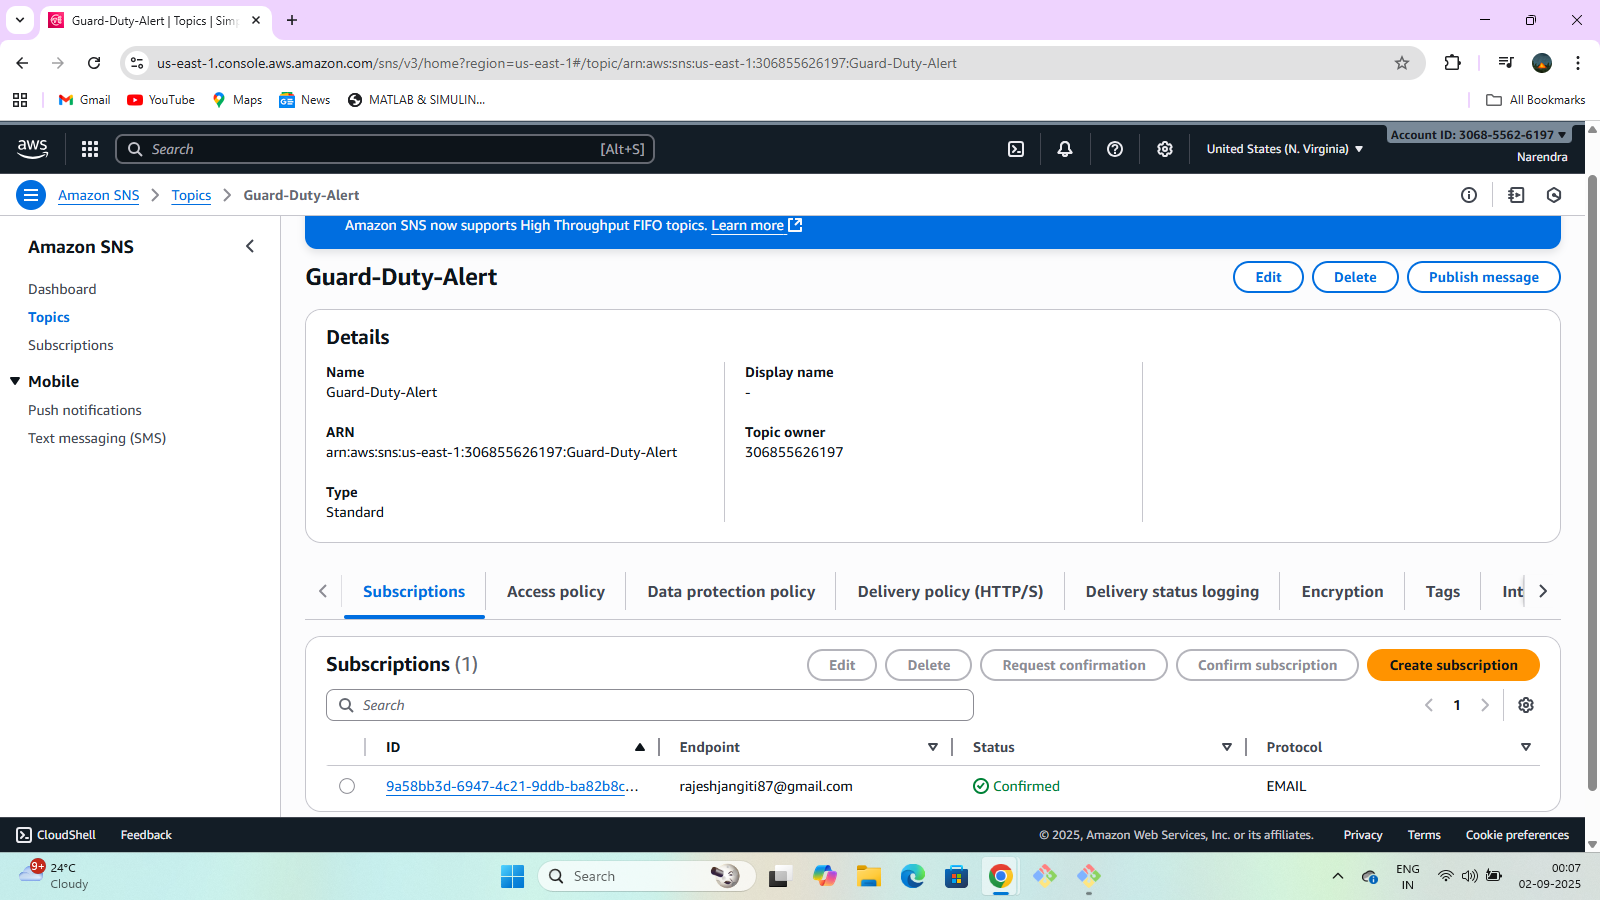 Guard-Duty-Alert | Topics | Sim
us-east-1.console.aws.amazon.com/sns/v3/home?region=us-east-1#/topic/arn:aws:sns:us-east-1:306855626197:Guard-Duty-Alert
Gmail YouTube Maps News MATLAB & SIMULIN... All Bookmarks
aws Search [Alt+S] United States (N. Virginia) Account ID: 3068-5562-6197
Narendra
Amazon SNS Topics Guard-Duty-Alert
Amazon SNS now supports High Throughput FIFO topics. Learn more
Amazon SNS
Dashboard
Topics
Subscriptions
Mobile
Push notifications
Text messaging (SMS)
Guard-Duty-Alert Edit Delete Publish message
Details
Name
Guard-Duty-Alert
ARN
arn:aws:sns:us-east-1:306855626197:Guard-Duty-Alert
Type
Standard
Display name
-
Topic owner
306855626197
Subscriptions Access policy Data protection policy Delivery policy (HTTP/S) Delivery status logging Encryption Tags Int
Subscriptions (1) Edit Delete Request confirmation Confirm subscription Create subscription
Search 1
ID Endpoint Status Protocol
9a58bb3d-6947-4c21-9ddb-ba82b8c... rajeshjangiti87@gmail.com Confirmed EMAIL
CloudShell Feedback © 2025, Amazon Web Services, Inc. or its affiliates. Privacy Terms Cookie preferences
9+ 24°C
Cloudy
Search
ENG
IN
00:07
02-09-2025